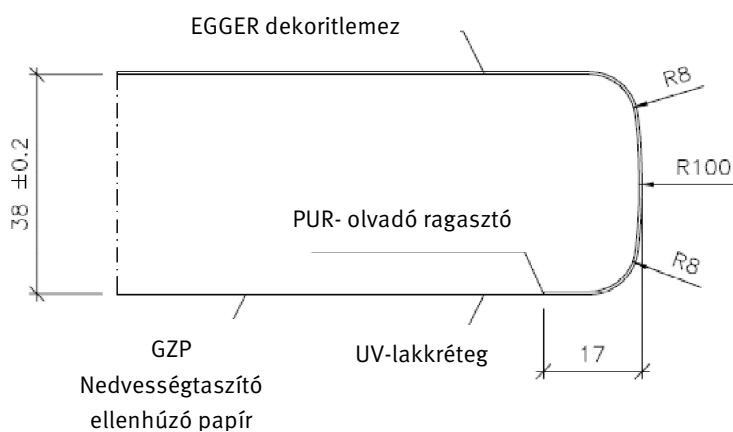 EGGER dekoritlemez
R8
R100
38 ±0.2
PUR- olvadó ragasztó
R8
GZP
Nedvességtaszító
ellenhúzó papír
UV-lakkréteg
17